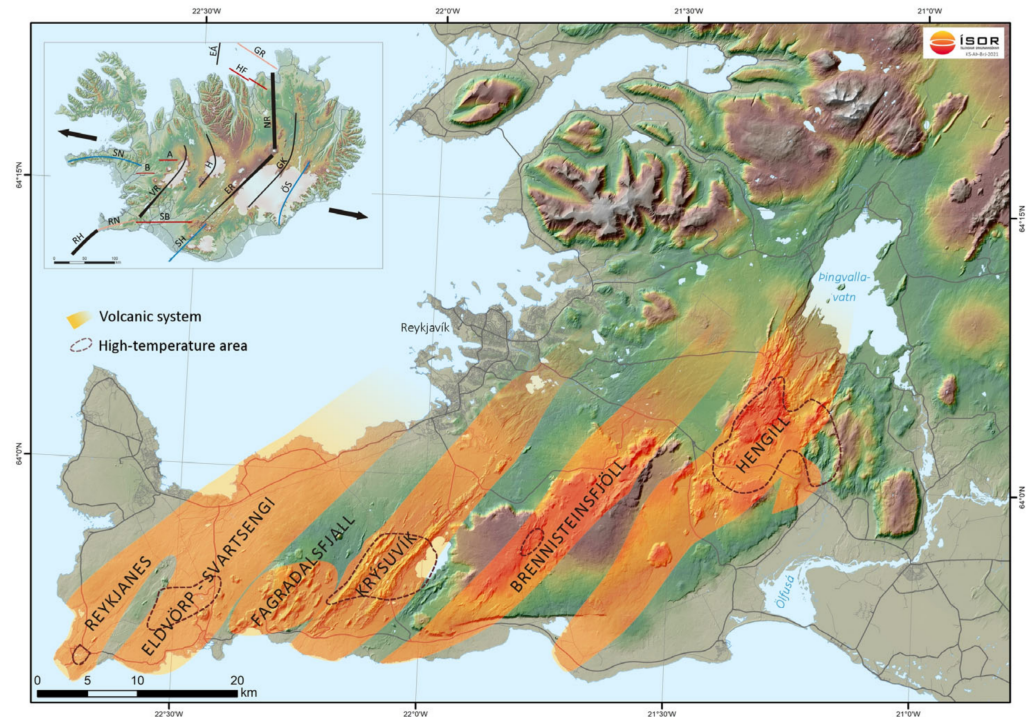 22°30'W
22°0'W
21°30'W
21°0'W
ÍSOR
EÁ
GR
HF
NR
SN
A
B
H
VR
ER
GK
ÖS
RN
SB
SH
RH
64°15'N
64°15'N
Þingvalla-
vatn
Volcanic system
High-temperature area
Reykjavík
64°0'N
64°0'N
HENGILL
BRENNISTEINSFJÖLL
KRÝSUVÍK
FAGRADALSFJALL
ELDVÖRP - SVARTSENGI
REYKJANES
Ölfusá
0 5 10 20
km
22°30'W
22°0'W
21°30'W
21°0'W